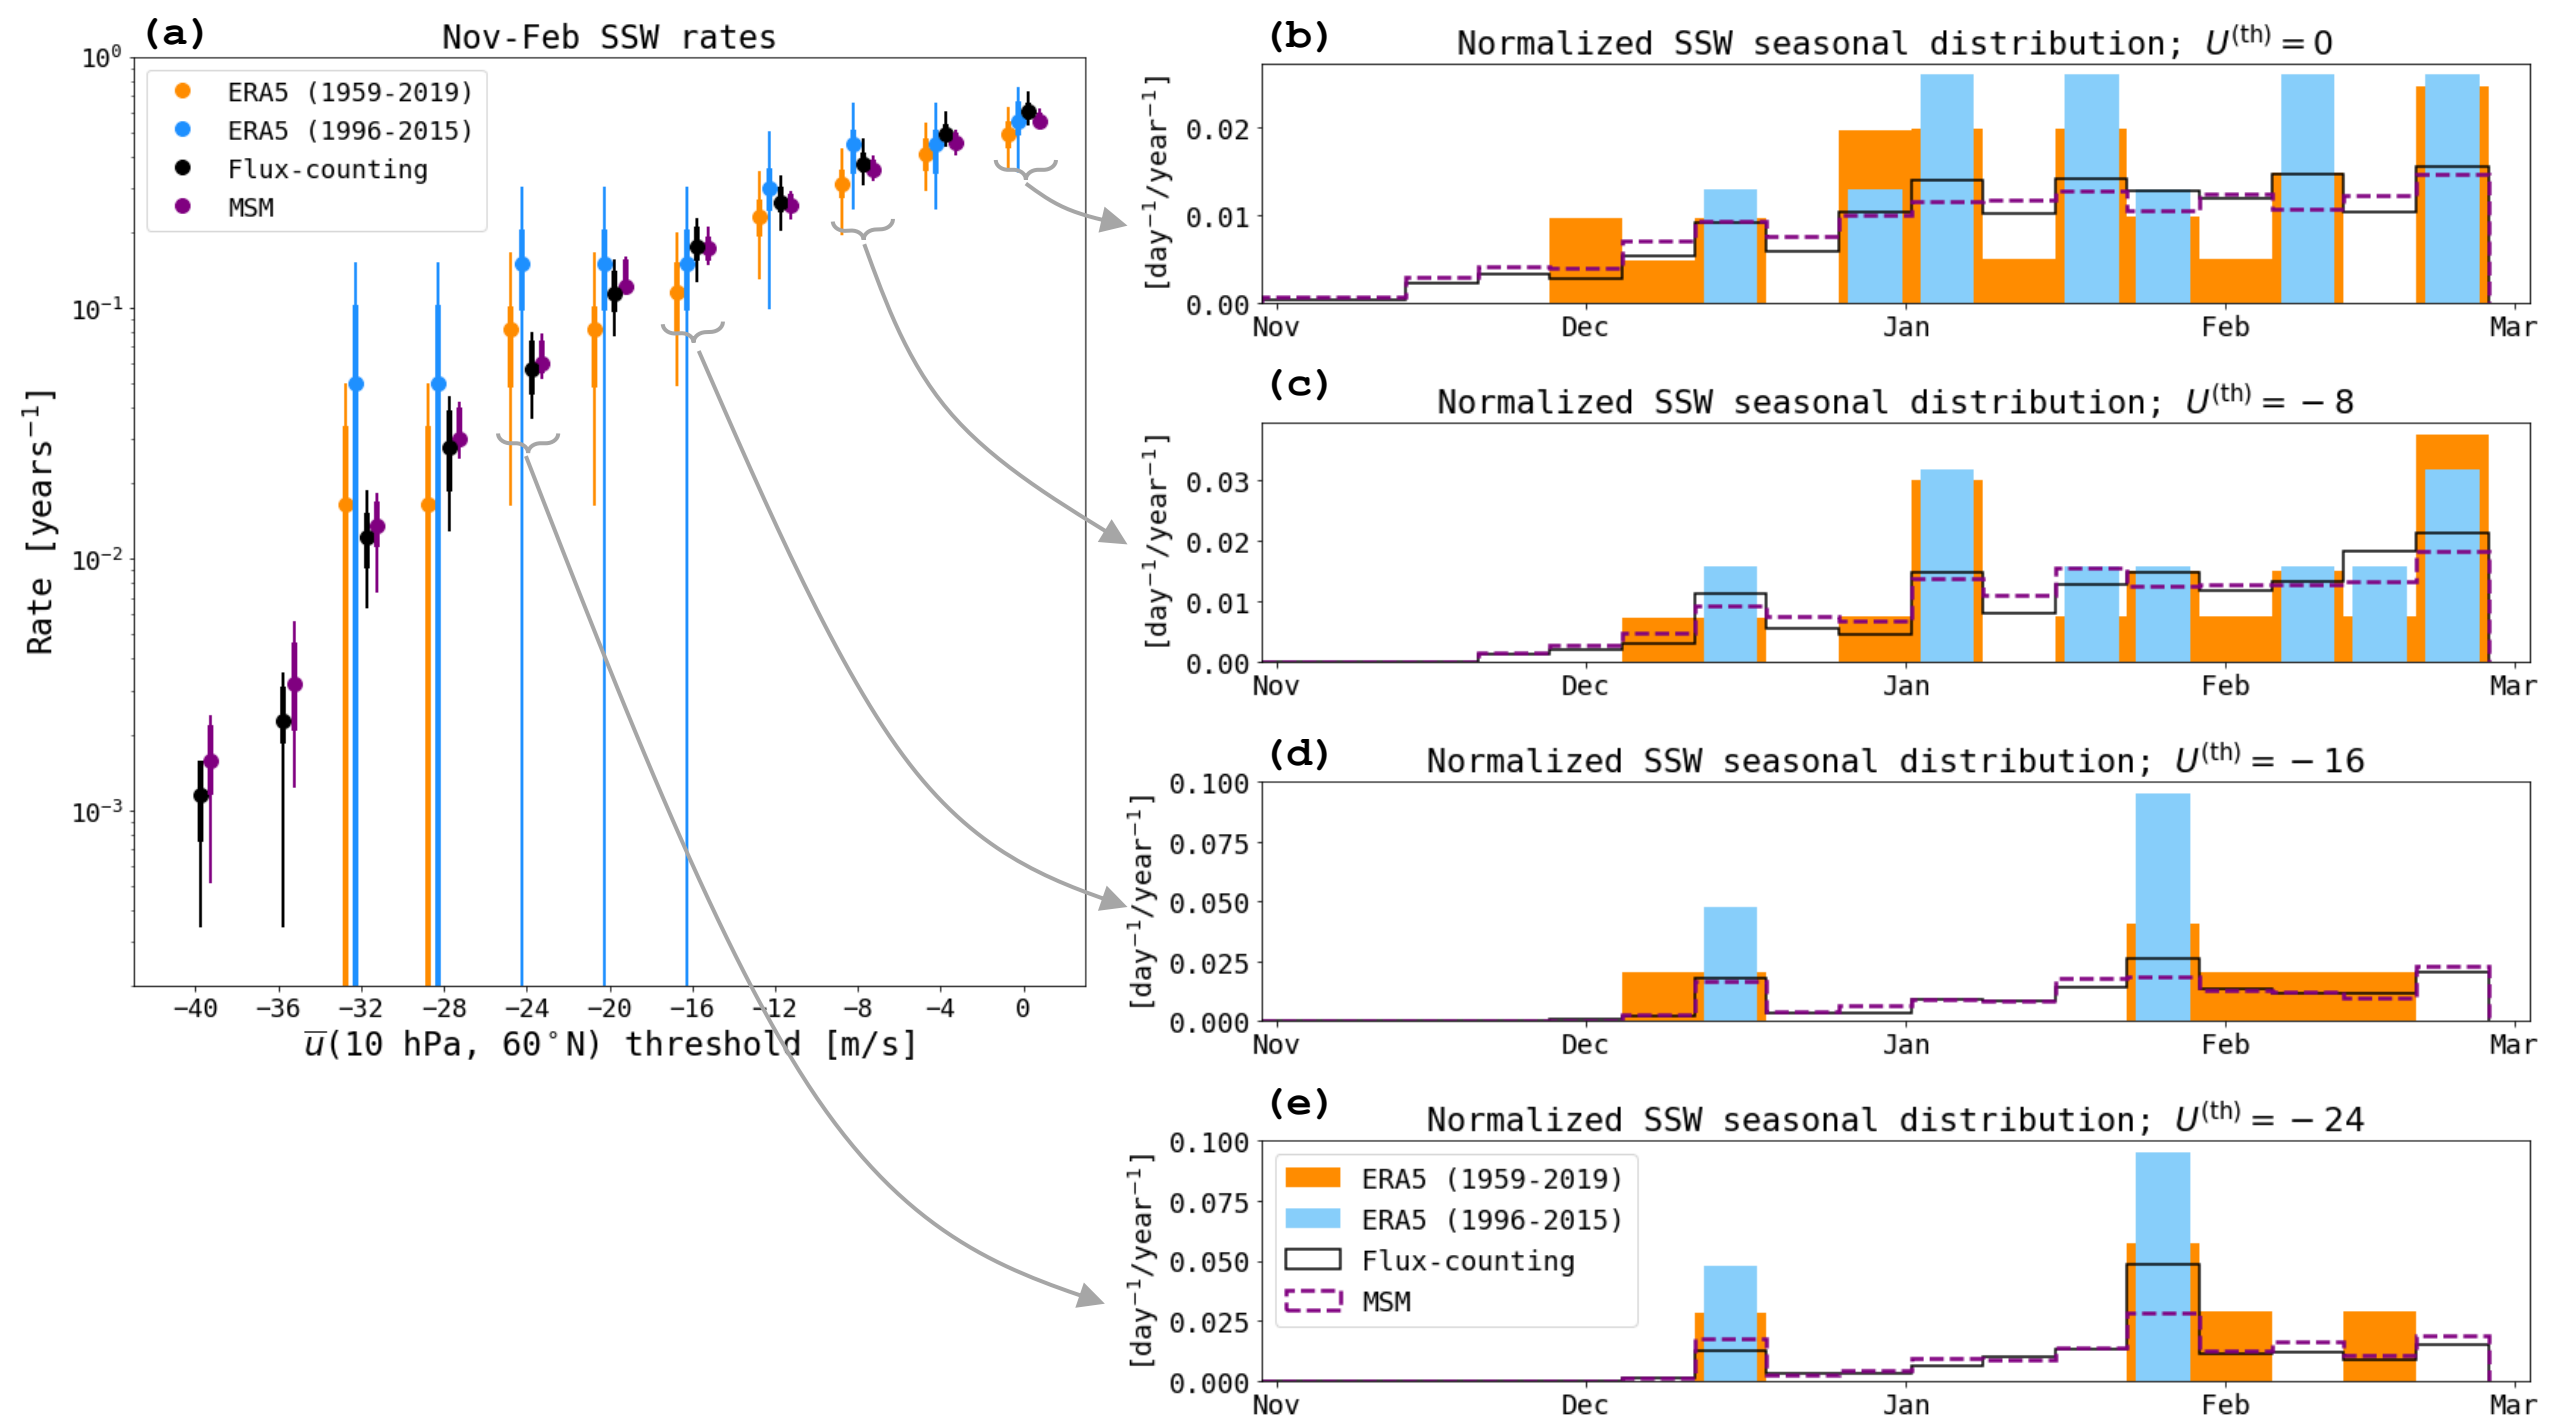 (a)
Nov-Feb SSW rates
10⁰
10⁻¹
10⁻²
10⁻³
Rate [years⁻¹]
ERA5 (1959-2019)
ERA5 (1996-2015)
Flux-counting
MSM
−40 −36 −32 −28 −24 −20 −16 −12 −8 −4 0
u̅(10 hPa, 60°N) threshold [m/s]
(b)
Normalized SSW seasonal distribution; U⁽ᵗʰ⁾ = 0
[day⁻¹/year⁻¹]
0.02
0.01
0.00
Nov Dec Jan Feb Mar
(c)
Normalized SSW seasonal distribution; U⁽ᵗʰ⁾ = −8
[day⁻¹/year⁻¹]
0.03
0.02
0.01
0.00
Nov Dec Jan Feb Mar
(d)
Normalized SSW seasonal distribution; U⁽ᵗʰ⁾ = −16
[day⁻¹/year⁻¹]
0.100
0.075
0.050
0.025
0.000
Nov Dec Jan Feb Mar
(e)
Normalized SSW seasonal distribution; U⁽ᵗʰ⁾ = −24
[day⁻¹/year⁻¹]
0.100
0.075
0.050
0.025
0.000
ERA5 (1959-2019)
ERA5 (1996-2015)
Flux-counting
MSM
Nov Dec Jan Feb Mar